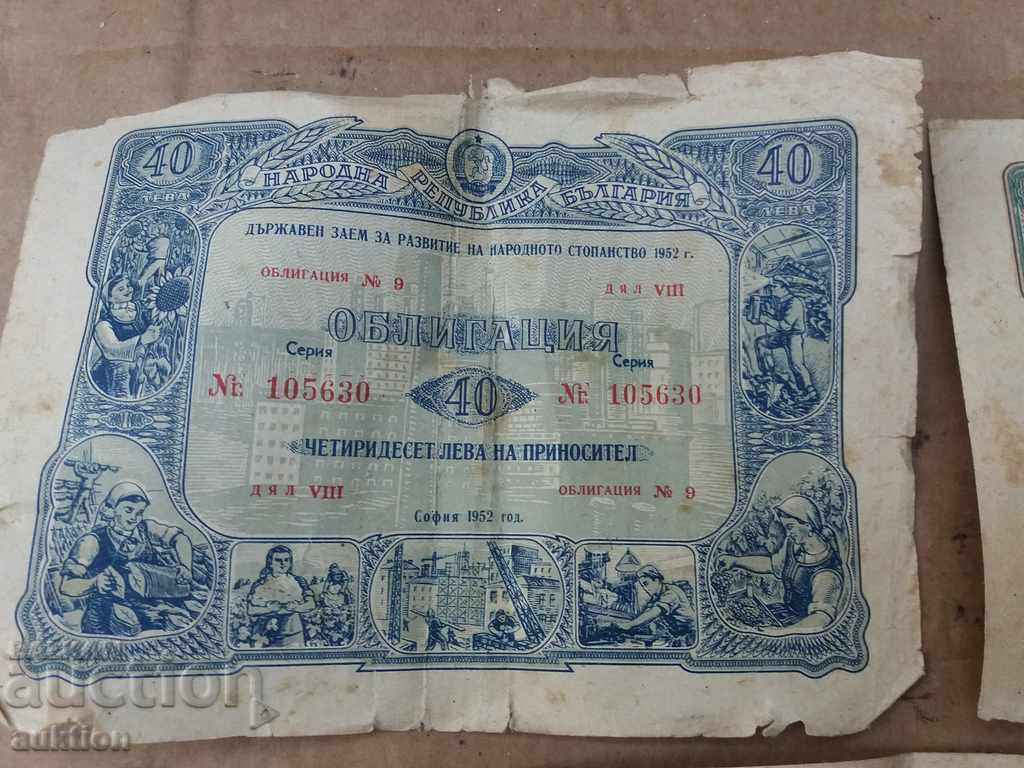 40 40
ЛЕВА ЛЕВА
НАРОДНА РЕПУБЛИКА БЪЛГАРИЯ
ДЪРЖАВЕН ЗАЕМ ЗА РАЗВИТИЕ НА НАРОДНОТО СТОПАНСТВО 1952 г.
ОБЛИГАЦИЯ № 9 ДЯЛ VIII
ОБЛИГАЦИЯ
Серия Серия
№ 105630 40 № 105630
ЧЕТИРИДЕСЕТ ЛЕВА НА ПРИНОСИТЕЛ
ДЯЛ VIII ОБЛИГАЦИЯ № 9
София 1952 год.
auction
auktion